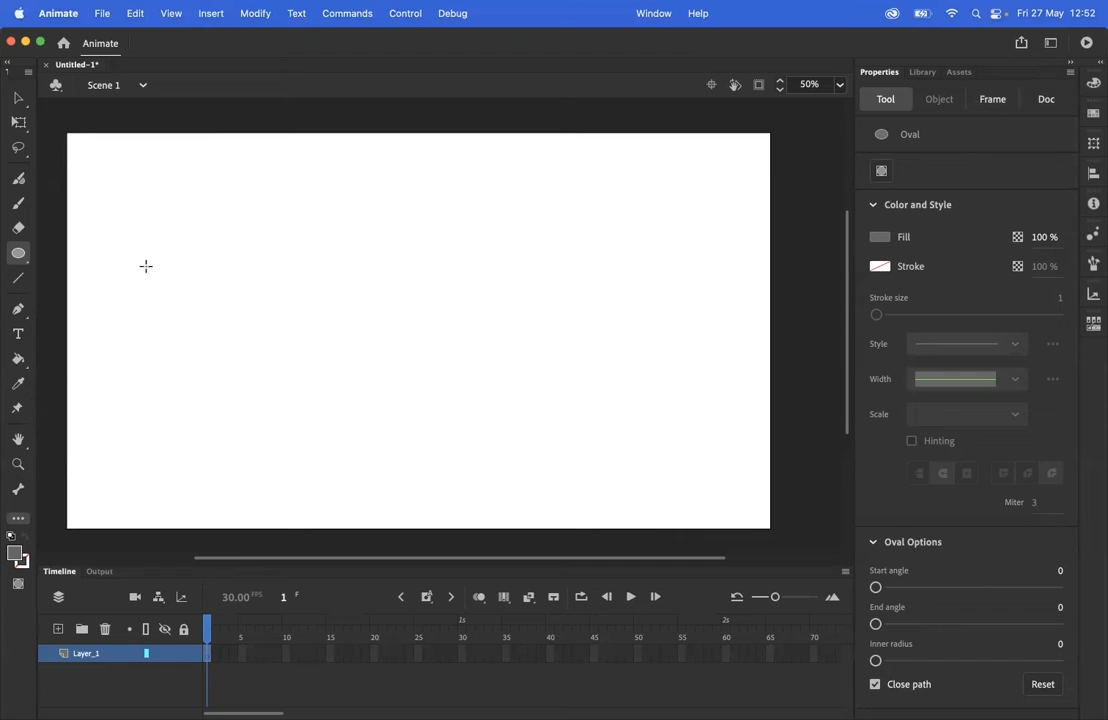 Animate File Edit View Insert Modify Text Commands Control Debug Window Help Fri 27 May 12:52
Animate
Untitled-1*
Scene 1 50%
Properties Library Assets
Tool Object Frame Doc
Oval
Color and Style
Fill 100 %
Stroke 100 %
Stroke size 1
Style
Width
Scale
Hinting
Miter 3
Oval Options
Start angle 0
End angle 0
Inner radius 0
Close path Reset
Timeline Output
30.00 FPS 1 F
1s 2s
5 10 15 20 25 30 35 40 45 50 55 60 65 70
Layer_1